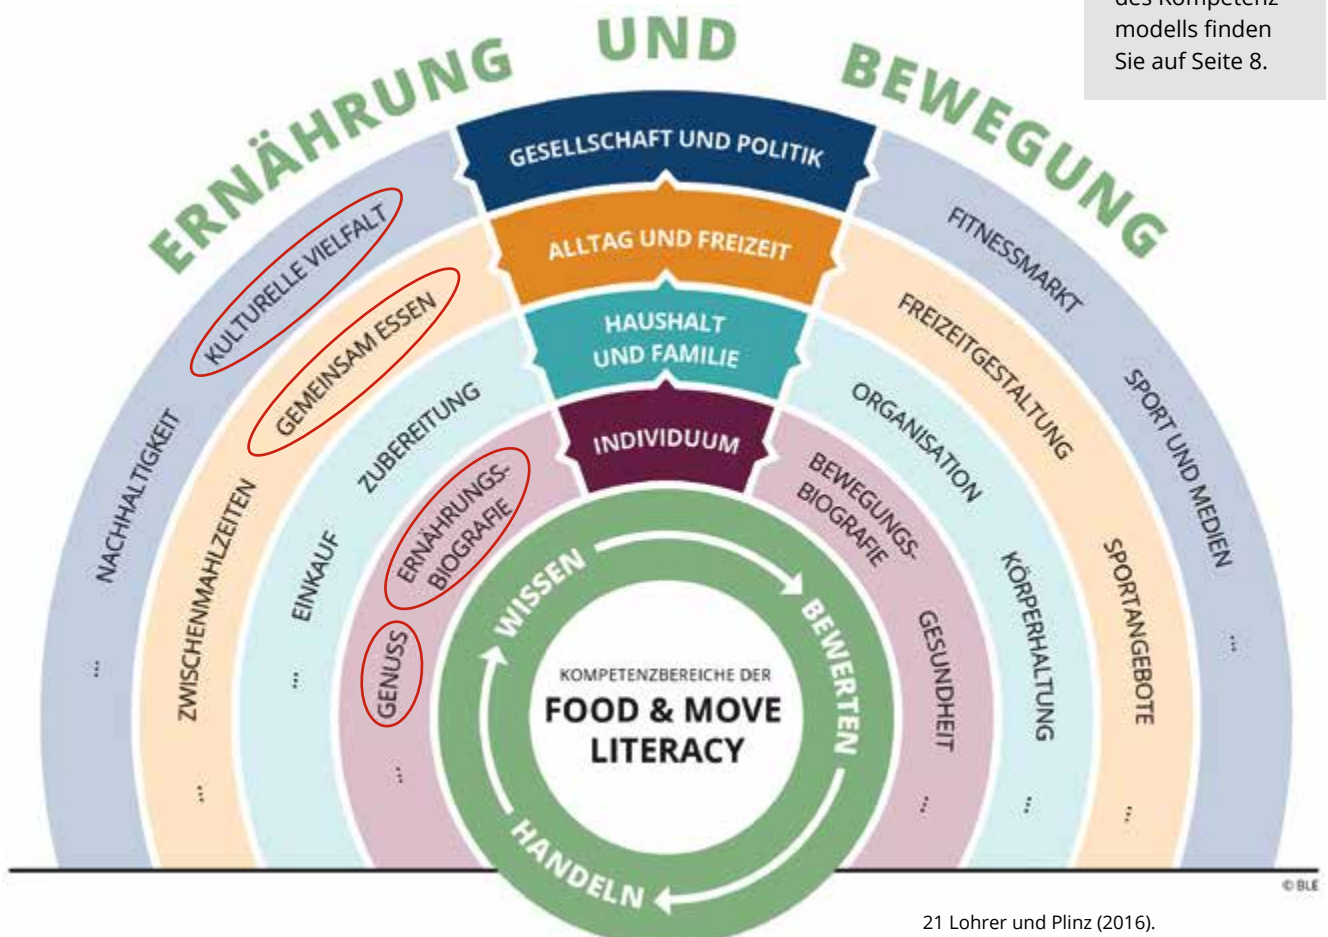 des Kompetenz
modells finden
Sie auf Seite 8.
ERNÄHRUNG UND BEWEGUNG
GESELLSCHAFT UND POLITIK
ALLTAG UND FREIZEIT
HAUSHALT
UND FAMILIE
INDIVIDUUM
KULTURELLE VIELFALT
NACHHALTIGKEIT
...
GEMEINSAM ESSEN
ZWISCHENMAHLZEITEN
...
ZUBEREITUNG
EINKAUF
...
ERNÄHRUNGS-
BIOGRAFIE
GENUSS
...
FITNESSMARKT
SPORT UND MEDIEN
...
FREIZEITGESTALTUNG
SPORTANGEBOTE
...
ORGANISATION
KÖRPERHALTUNG
...
BEWEGUNGS-
BIOGRAFIE
GESUNDHEIT
...
WISSEN
BEWERTEN
HANDELN
KOMPETENZBEREICHE DER
FOOD & MOVE
LITERACY
© BLE
21 Lohrer und Plinz (2016).